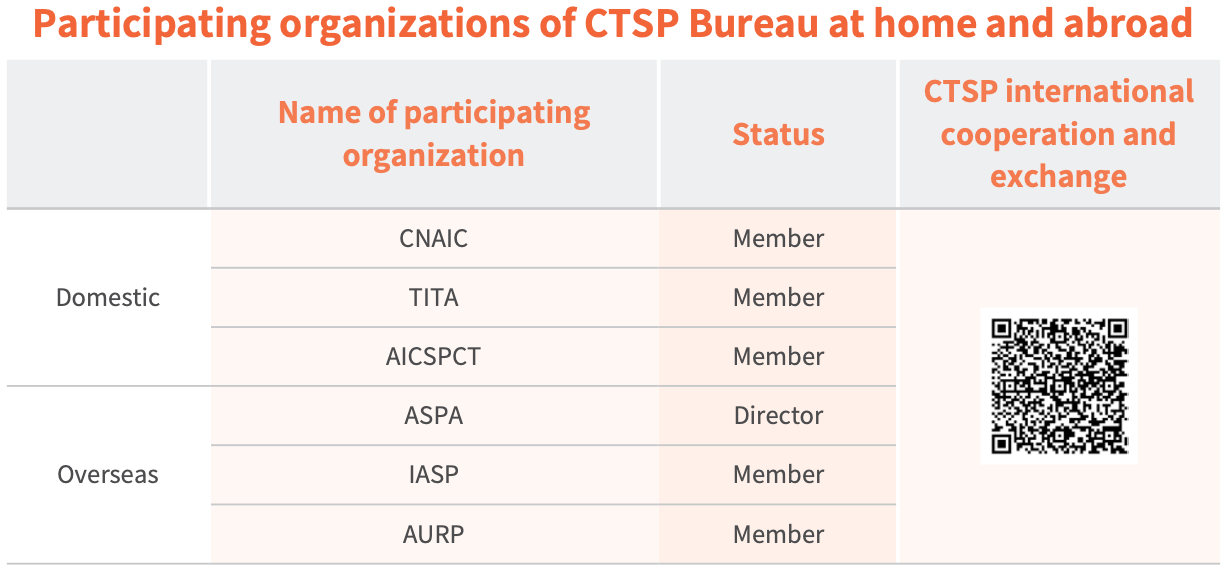 Participating organizations of CTSP Bureau at home and abroad
Name of participating
organization
Status
CTSP international
cooperation and
exchange
Domestic
CNAIC
Member
TITA
Member
AICSPCT
Member
Overseas
ASPA
Director
IASP
Member
AURP
Member